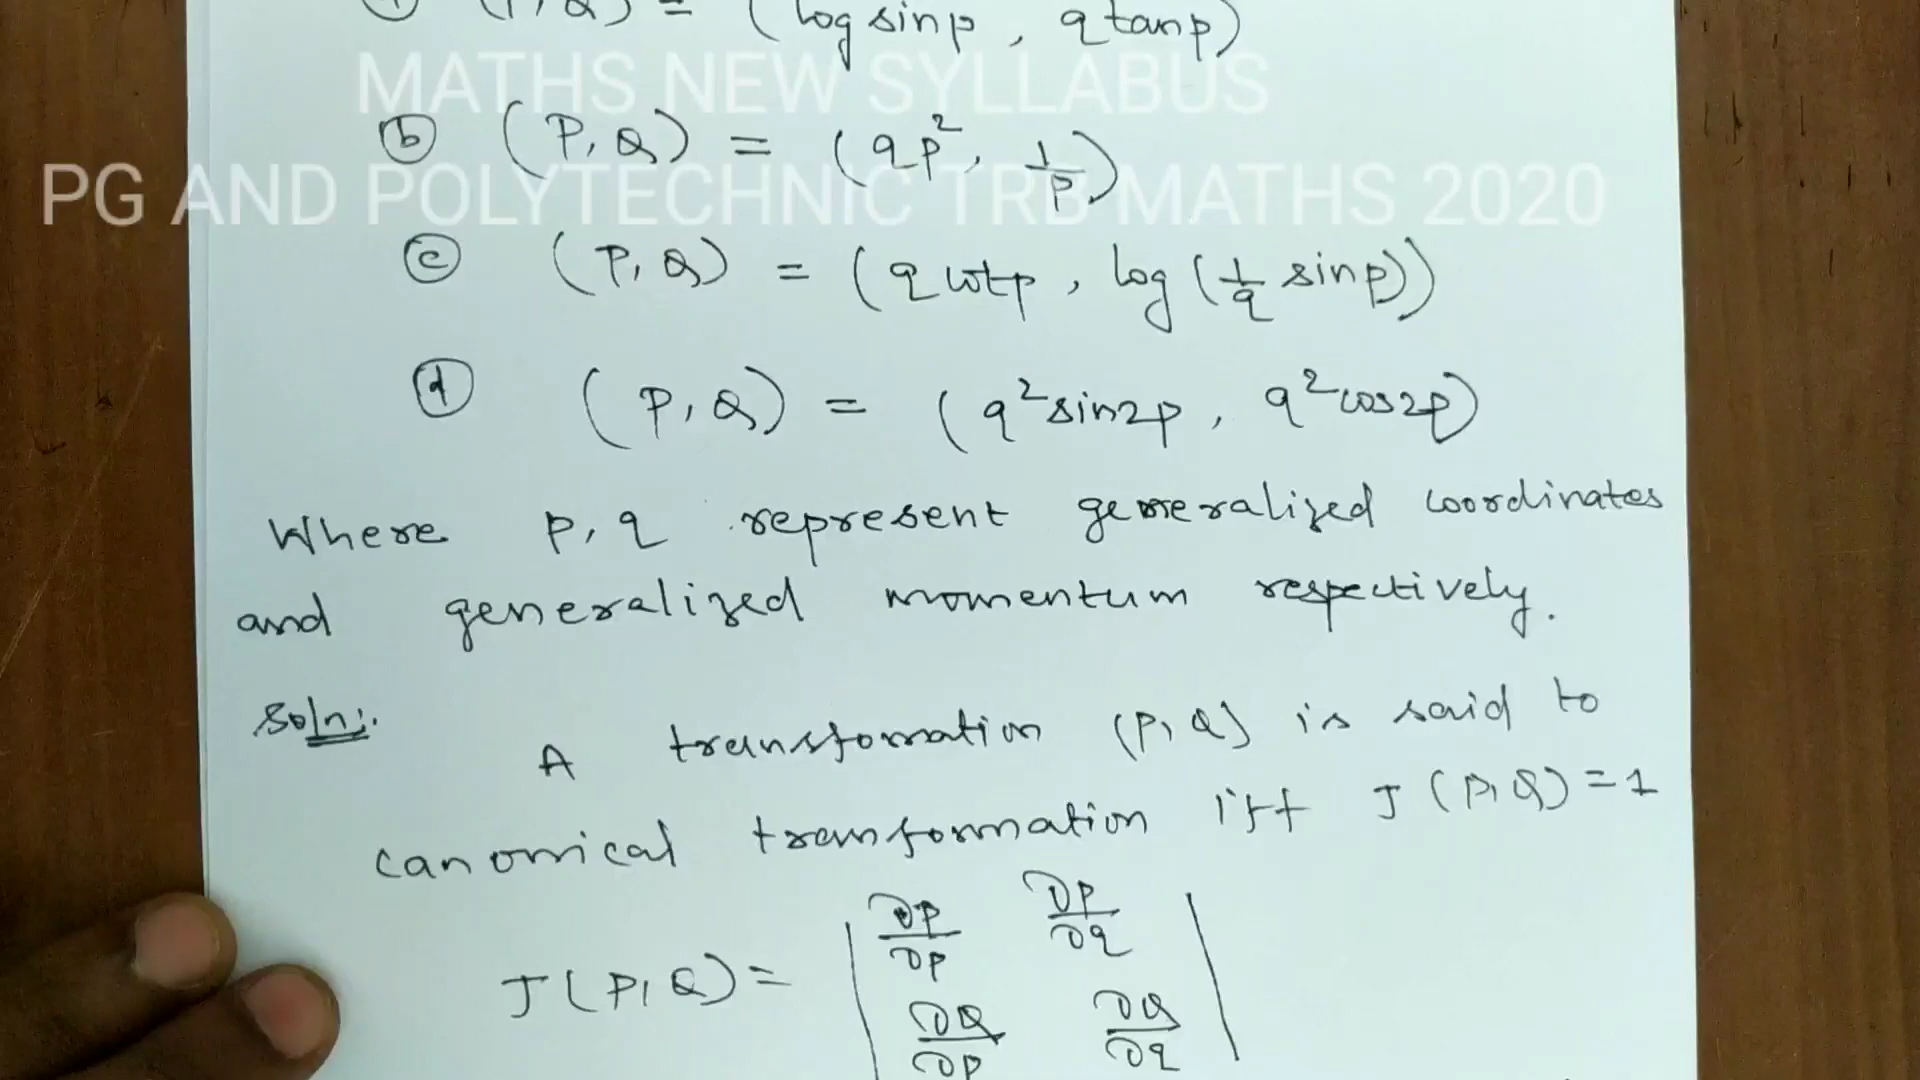 (P, Q) = (log sinp, q tanp)
MATHS NEW SYLLABUS
b (P, Q) = (qp², 1/p)
PG AND POLYTECHNIC TRB MATHS 2020
c (P, Q) = (q cotp, log(1/q sinp))
d (P, Q) = (q² sin2p, q² cos2p)
Where p, q represent generalized coordinates
and generalized momentum respectively.
Soln:
A transformation (P, Q) is said to
canonical transformation iff J(P, Q) = 1
J(P, Q) = | ∂P/∂p ∂P/∂q |
| ∂Q/∂p ∂Q/∂q |